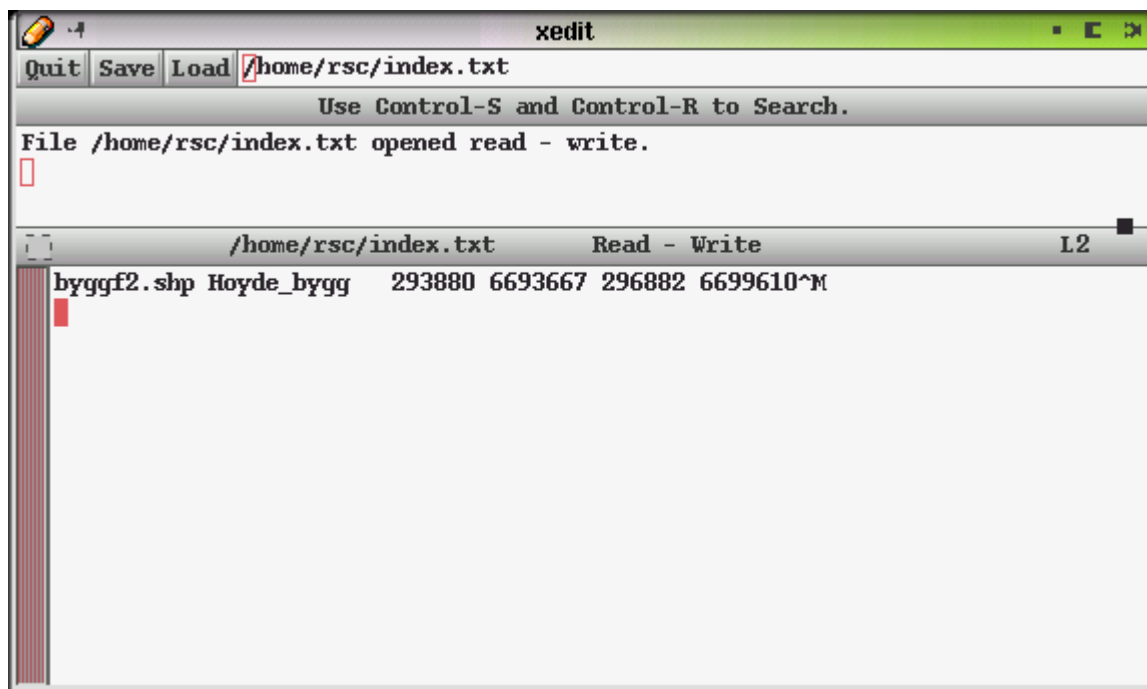 xedit
Quit Save Load /home/rsc/index.txt
Use Control-S and Control-R to Search.
File /home/rsc/index.txt opened read - write.
/home/rsc/index.txt Read - Write L2
byggf2.shp Hoyde_bygg 293880 6693667 296882 6699610^M